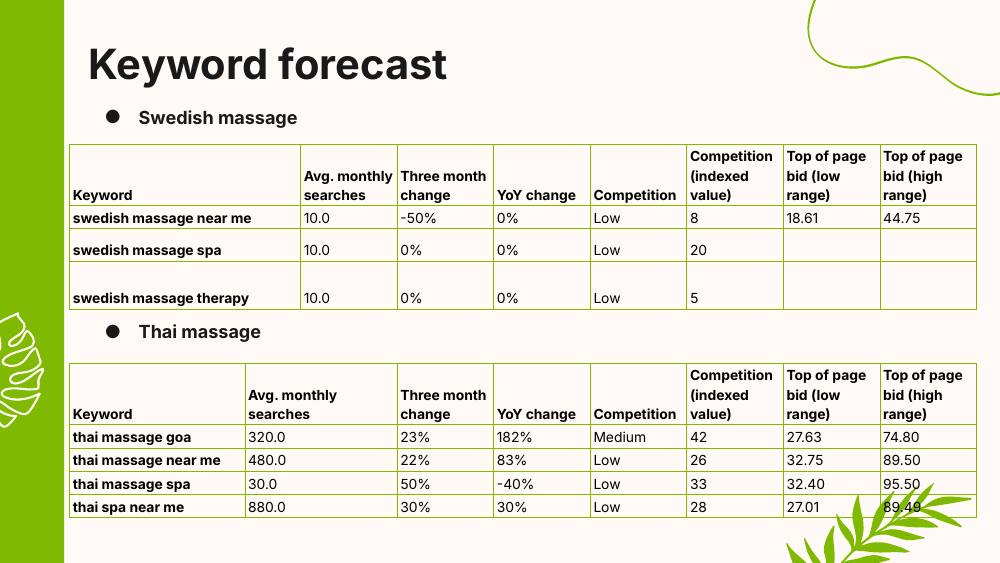 Keyword forecast
● Swedish massage
Keyword Avg. monthly searches Three month change YoY change Competition Competition (indexed value) Top of page bid (low range) Top of page bid (high range)
swedish massage near me 10.0 -50% 0% Low 8 18.61 44.75
swedish massage spa 10.0 0% 0% Low 20
swedish massage therapy 10.0 0% 0% Low 5
● Thai massage
Keyword Avg. monthly searches Three month change YoY change Competition Competition (indexed value) Top of page bid (low range) Top of page bid (high range)
thai massage goa 320.0 23% 182% Medium 42 27.63 74.80
thai massage near me 480.0 22% 83% Low 26 32.75 89.50
thai massage spa 30.0 50% -40% Low 33 32.40 95.50
thai spa near me 880.0 30% 30% Low 28 27.01 89.49